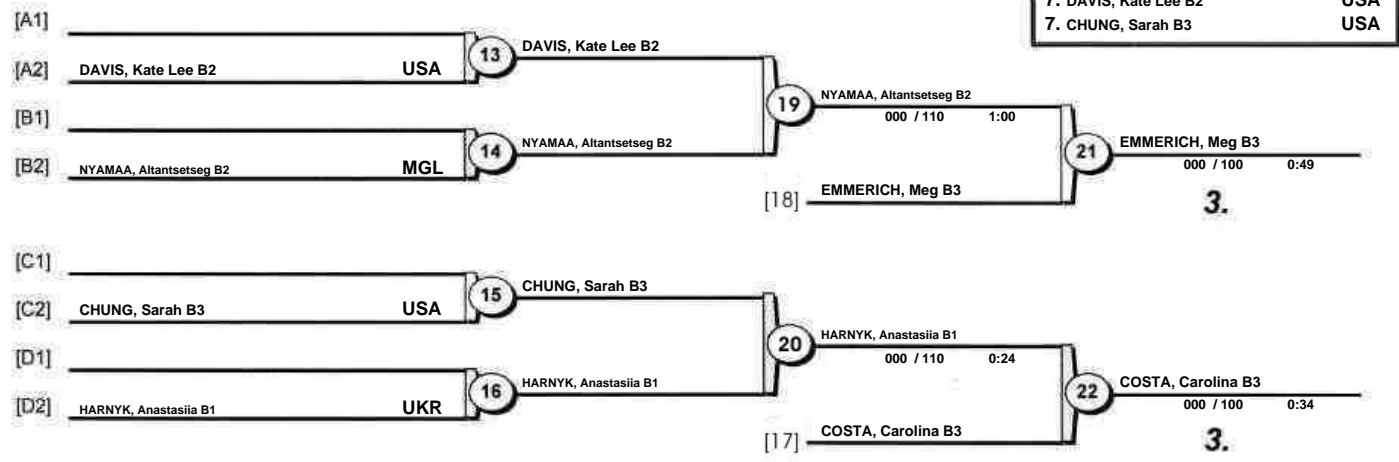 7. DAVIS, Kate Lee B2 USA
7. CHUNG, Sarah B3 USA
[A1]
[A2] DAVIS, Kate Lee B2 USA
13 DAVIS, Kate Lee B2
[B1]
[B2] NYAMAA, Altantsetseg B2 MGL
14 NYAMAA, Altantsetseg B2
19 NYAMAA, Altantsetseg B2
000 / 110 1:00
[18] EMMERICH, Meg B3
21 EMMERICH, Meg B3
000 / 100 0:49
3.
[C1]
[C2] CHUNG, Sarah B3 USA
15 CHUNG, Sarah B3
[D1]
[D2] HARNYK, Anastasiia B1 UKR
16 HARNYK, Anastasiia B1
20 HARNYK, Anastasiia B1
000 / 110 0:24
[17] COSTA, Carolina B3
22 COSTA, Carolina B3
000 / 100 0:34
3.